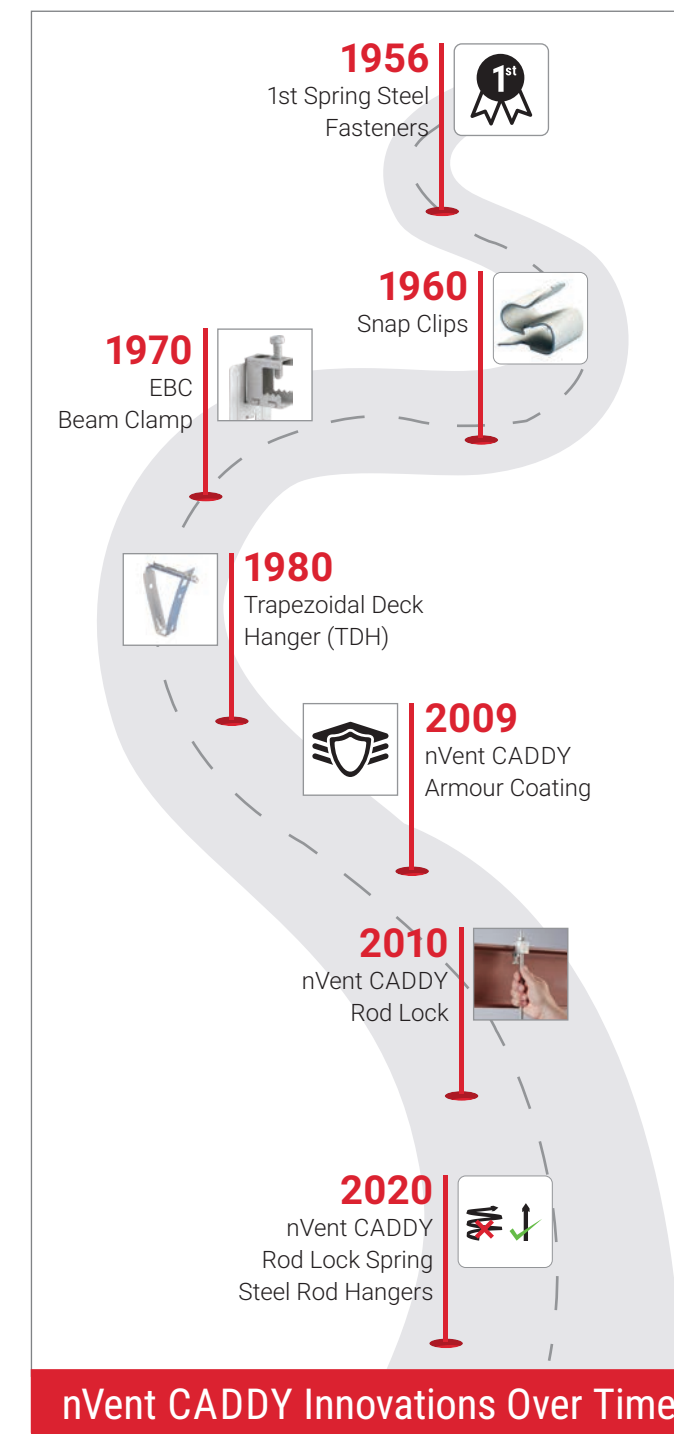 1956
1st Spring Steel
Fasteners
1st
1960
Snap Clips
1970
EBC
Beam Clamp
1980
Trapezoidal Deck
Hanger (TDH)
2009
nVent CADDY
Armour Coating
2010
nVent CADDY
Rod Lock
2020
nVent CADDY
Rod Lock Spring
Steel Rod Hangers
nVent CADDY Innovations Over Time